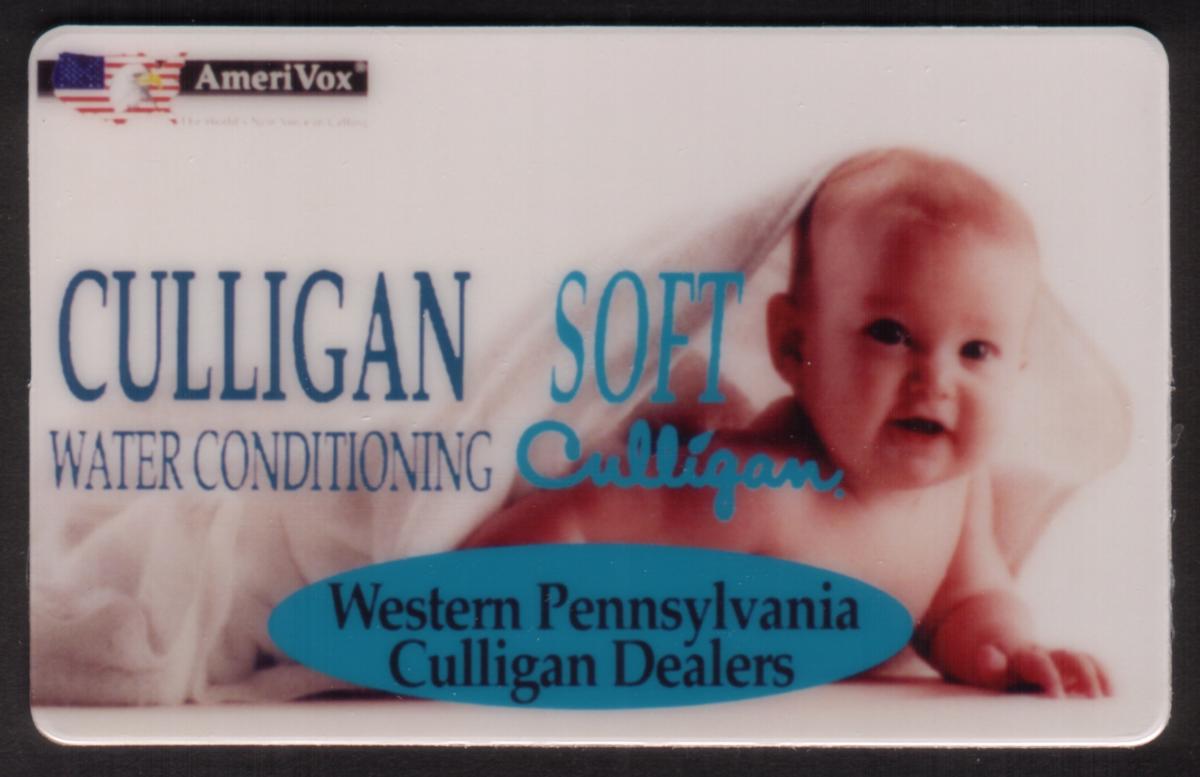 AmeriVox®
CULLIGAN
WATER CONDITIONING
SOFT
Culligan.
Western Pennsylvania
Culligan Dealers